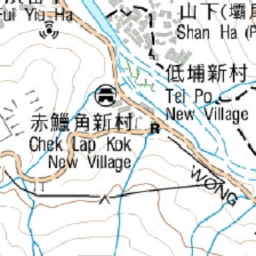 Fui Yiu Ha
山下(壩
Shan Ha (P
低埔新村
Tei Po
New Village
赤鱲角新村
R
Chek Lap Kok
New Village
WONG